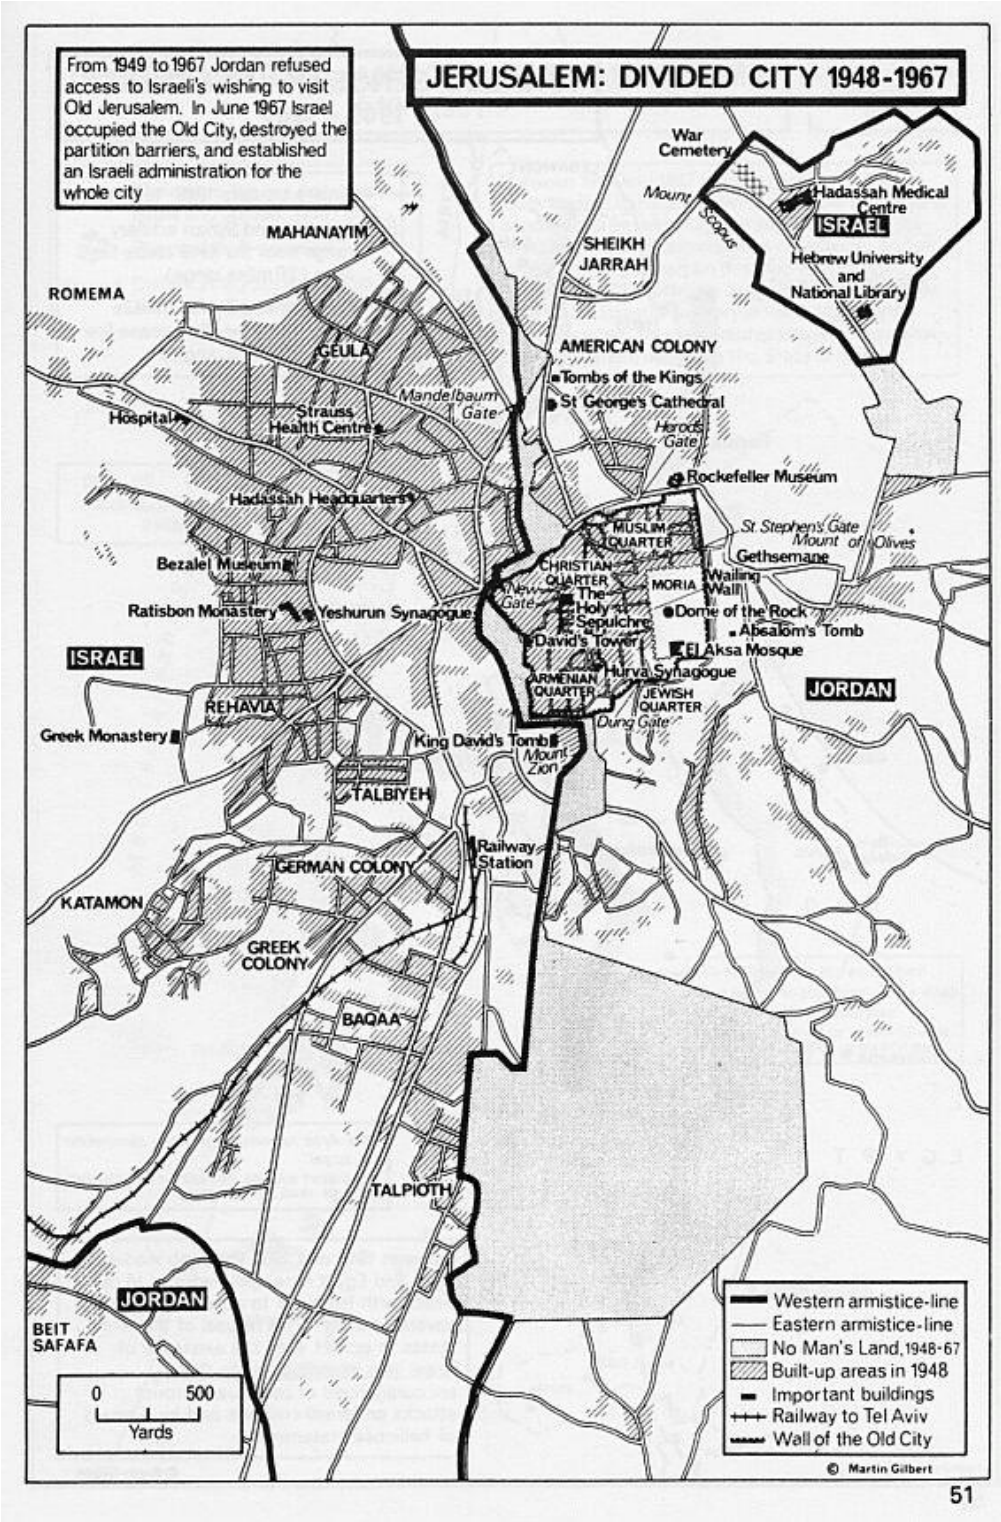 From 1949 to 1967 Jordan refused
access to Israeli's wishing to visit
Old Jerusalem. In June 1967 Israel
occupied the Old City, destroyed the
partition barriers, and established
an Israeli administration for the
whole city
JERUSALEM: DIVIDED CITY 1948-1967
War
Cemetery
Mount
Scopus
Hadassah Medical
Centre
ISRAEL
Hebrew University
and
National Library
MAHANAYIM
SHEIKH
JARRAH
ROMEMA
GEULA
AMERICAN COLONY
Tombs of the Kings
Mandelbaum
Gate
St George's Cathedral
Hospital
Strauss
Health Centre
Herod's
Gate
Rockefeller Museum
Hadassah Headquarters
MUSLIM
QUARTER
St Stephen's Gate
Mount of Olives
Gethsemane
Bezalel Museum
CHRISTIAN
QUARTER
MORIA
Wailing
Wall
New
Gate
The
Holy
Sepulchre
Ratisbon Monastery
Yeshurun Synagogue
Dome of the Rock
Absalom's Tomb
David's Tower
El Aksa Mosque
ISRAEL
Hurva Synagogue
ARMENIAN
QUARTER
JEWISH
QUARTER
JORDAN
REHAVIA
Dung Gate
Greek Monastery
King David's Tomb
Mount
Zion
TALBIYEH
Railway
Station
GERMAN COLONY
KATAMON
GREEK
COLONY
BAQAA
TALPIOTH
JORDAN
BEIT
SAFAFA
0 500
Yards
Western armistice-line
Eastern armistice-line
No Man's Land, 1948-67
Built-up areas in 1948
Important buildings
Railway to Tel Aviv
Wall of the Old City
© Martin Gilbert
51